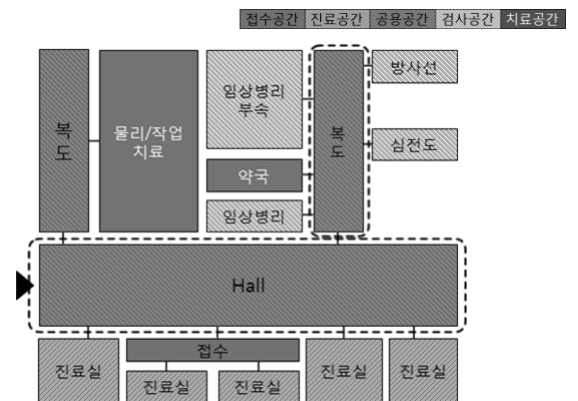 접수공간 진료공간 공용공간 검사공간 치료공간
복도
물리/작업
치료
임상병리
부속
복도
방사선
심전도
약국
임상병리
Hall
접수
진료실
진료실
진료실
진료실
진료실